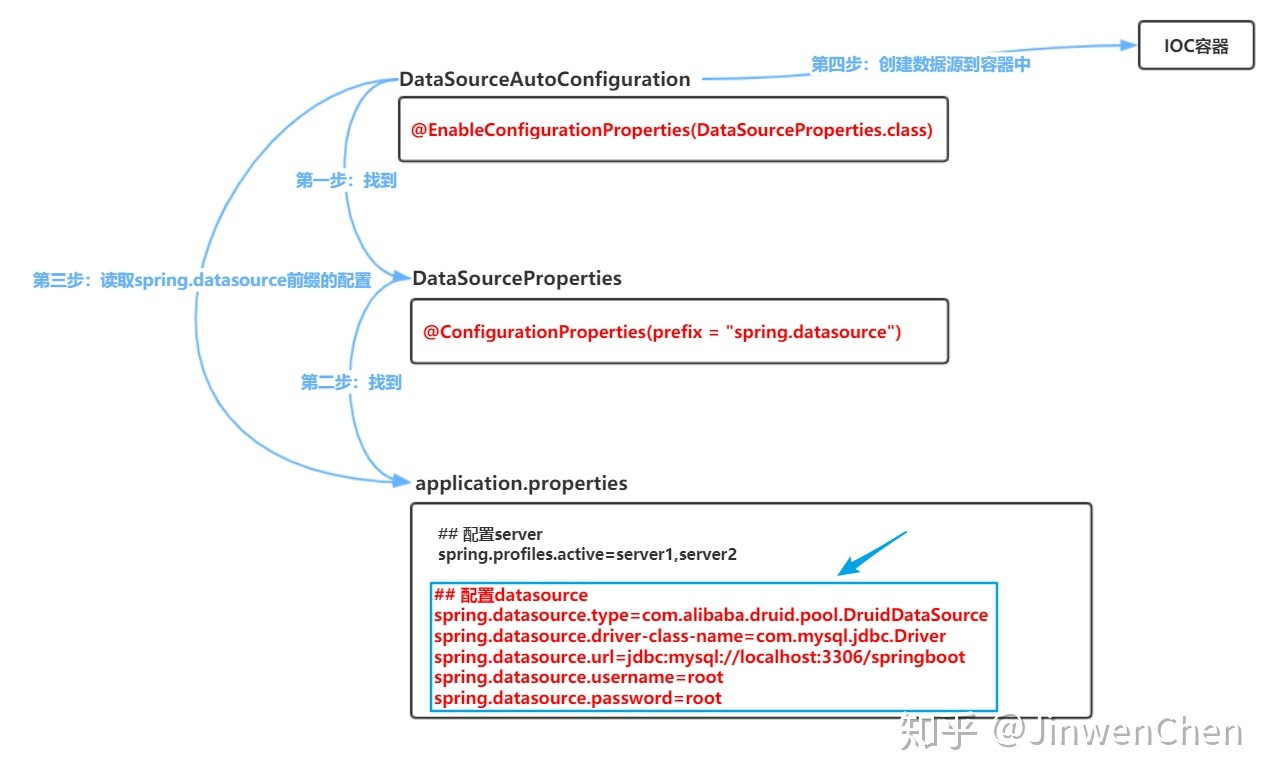 IOC容器
第四步：创建数据源到容器中
DataSourceAutoConfiguration
@EnableConfigurationProperties(DataSourceProperties.class)
第一步：找到
第三步：读取spring.datasource前缀的配置
DataSourceProperties
@ConfigurationProperties(prefix = "spring.datasource")
第二步：找到
application.properties
## 配置server
spring.profiles.active=server1,server2
## 配置datasource
spring.datasource.type=com.alibaba.druid.pool.DruidDataSource
spring.datasource.driver-class-name=com.mysql.jdbc.Driver
spring.datasource.url=jdbc:mysql://localhost:3306/springboot
spring.datasource.username=root
spring.datasource.password=root
知乎 @JinwenChen